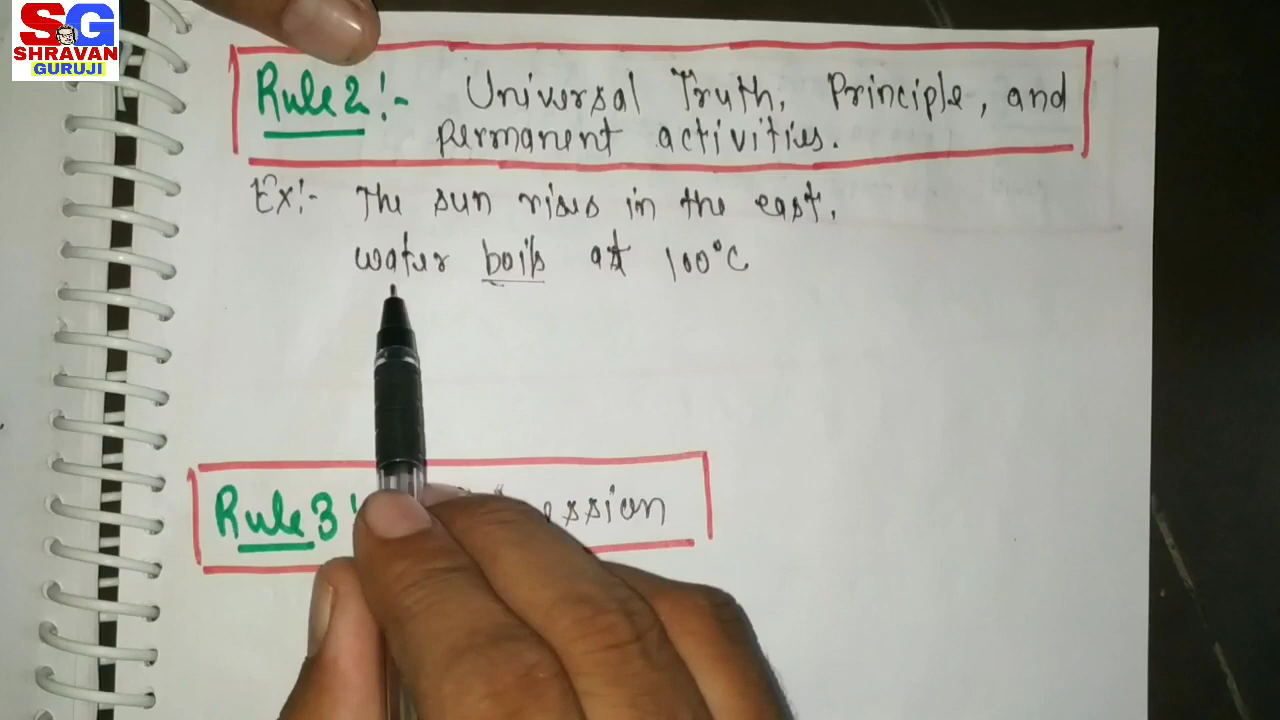 SG
SHRAVAN
GURUJI
Rule 2:- Universal Truth, Principle, and
permanent activities.
Ex:- The sun rises in the east.
water boils at 100°C
Rule 3